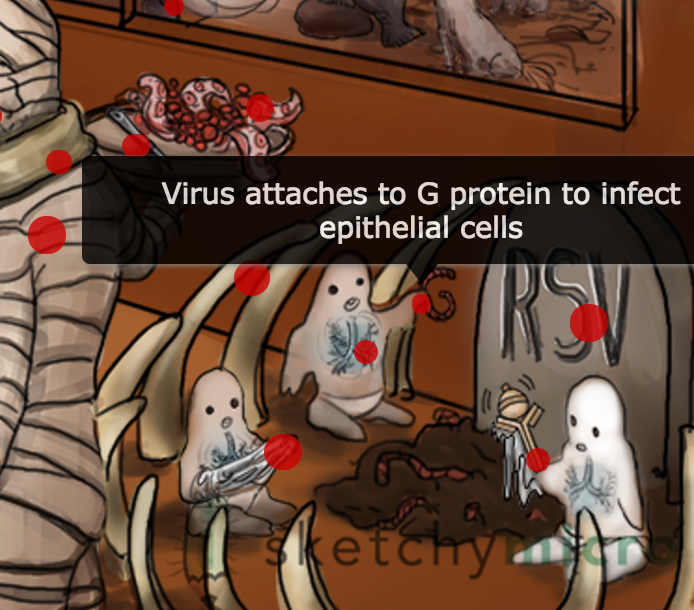 Virus attaches to G protein to infect
epithelial cells
RSV
sketchymicro